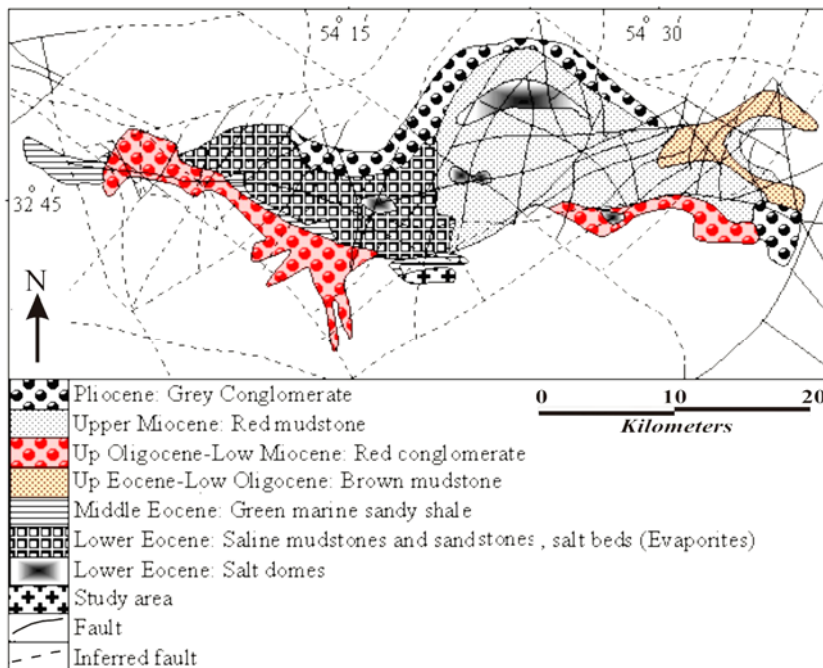 54° 15
54° 30
32° 45
N
Pliocene: Grey Conglomerate
Upper Miocene: Red mudstone
Up Oligocene-Low Miocene: Red conglomerate
Up Eocene-Low Oligocene: Brown mudstone
Middle Eocene: Green marine sandy shale
Lower Eocene: Saline mudstones and sandstones, salt beds (Evaporites)
Lower Eocene: Salt domes
Study area
Fault
Inferred fault
0 10 20
Kilometers